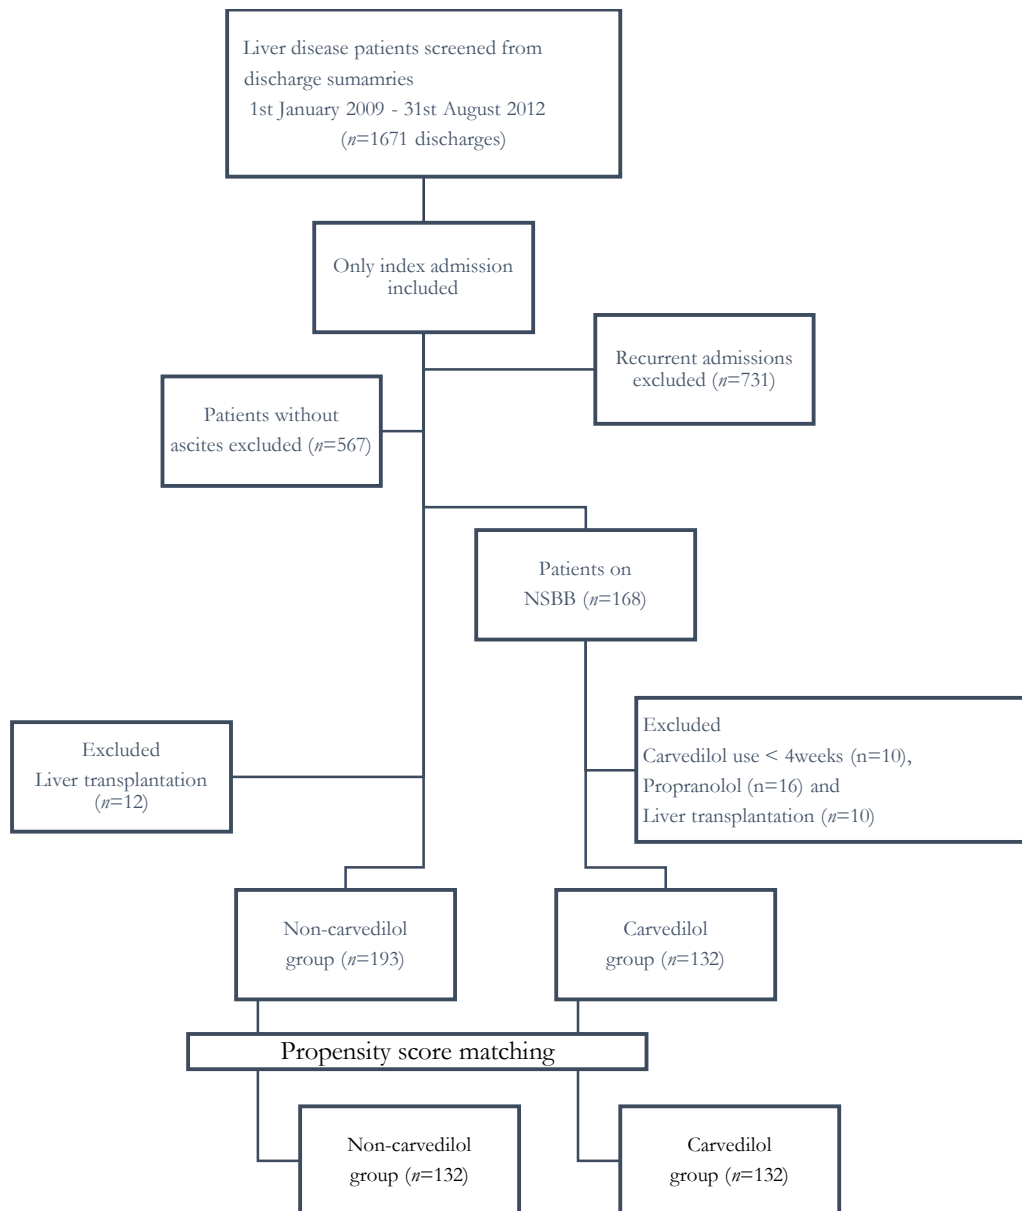 Liver disease patients screened from
discharge sumamries
1st January 2009 - 31st August 2012
(n=1671 discharges)
Only index admission
included
Recurrent admissions
excluded (n=731)
Patients without
ascites excluded (n=567)
Patients on
NSBB (n=168)
Excluded
Liver transplantation
(n=12)
Excluded
Carvedilol use < 4weeks (n=10),
Propranolol (n=16) and
Liver transplantation (n=10)
Non-carvedilol
group (n=193)
Carvedilol
group (n=132)
Propensity score matching
Non-carvedilol
group (n=132)
Carvedilol
group (n=132)